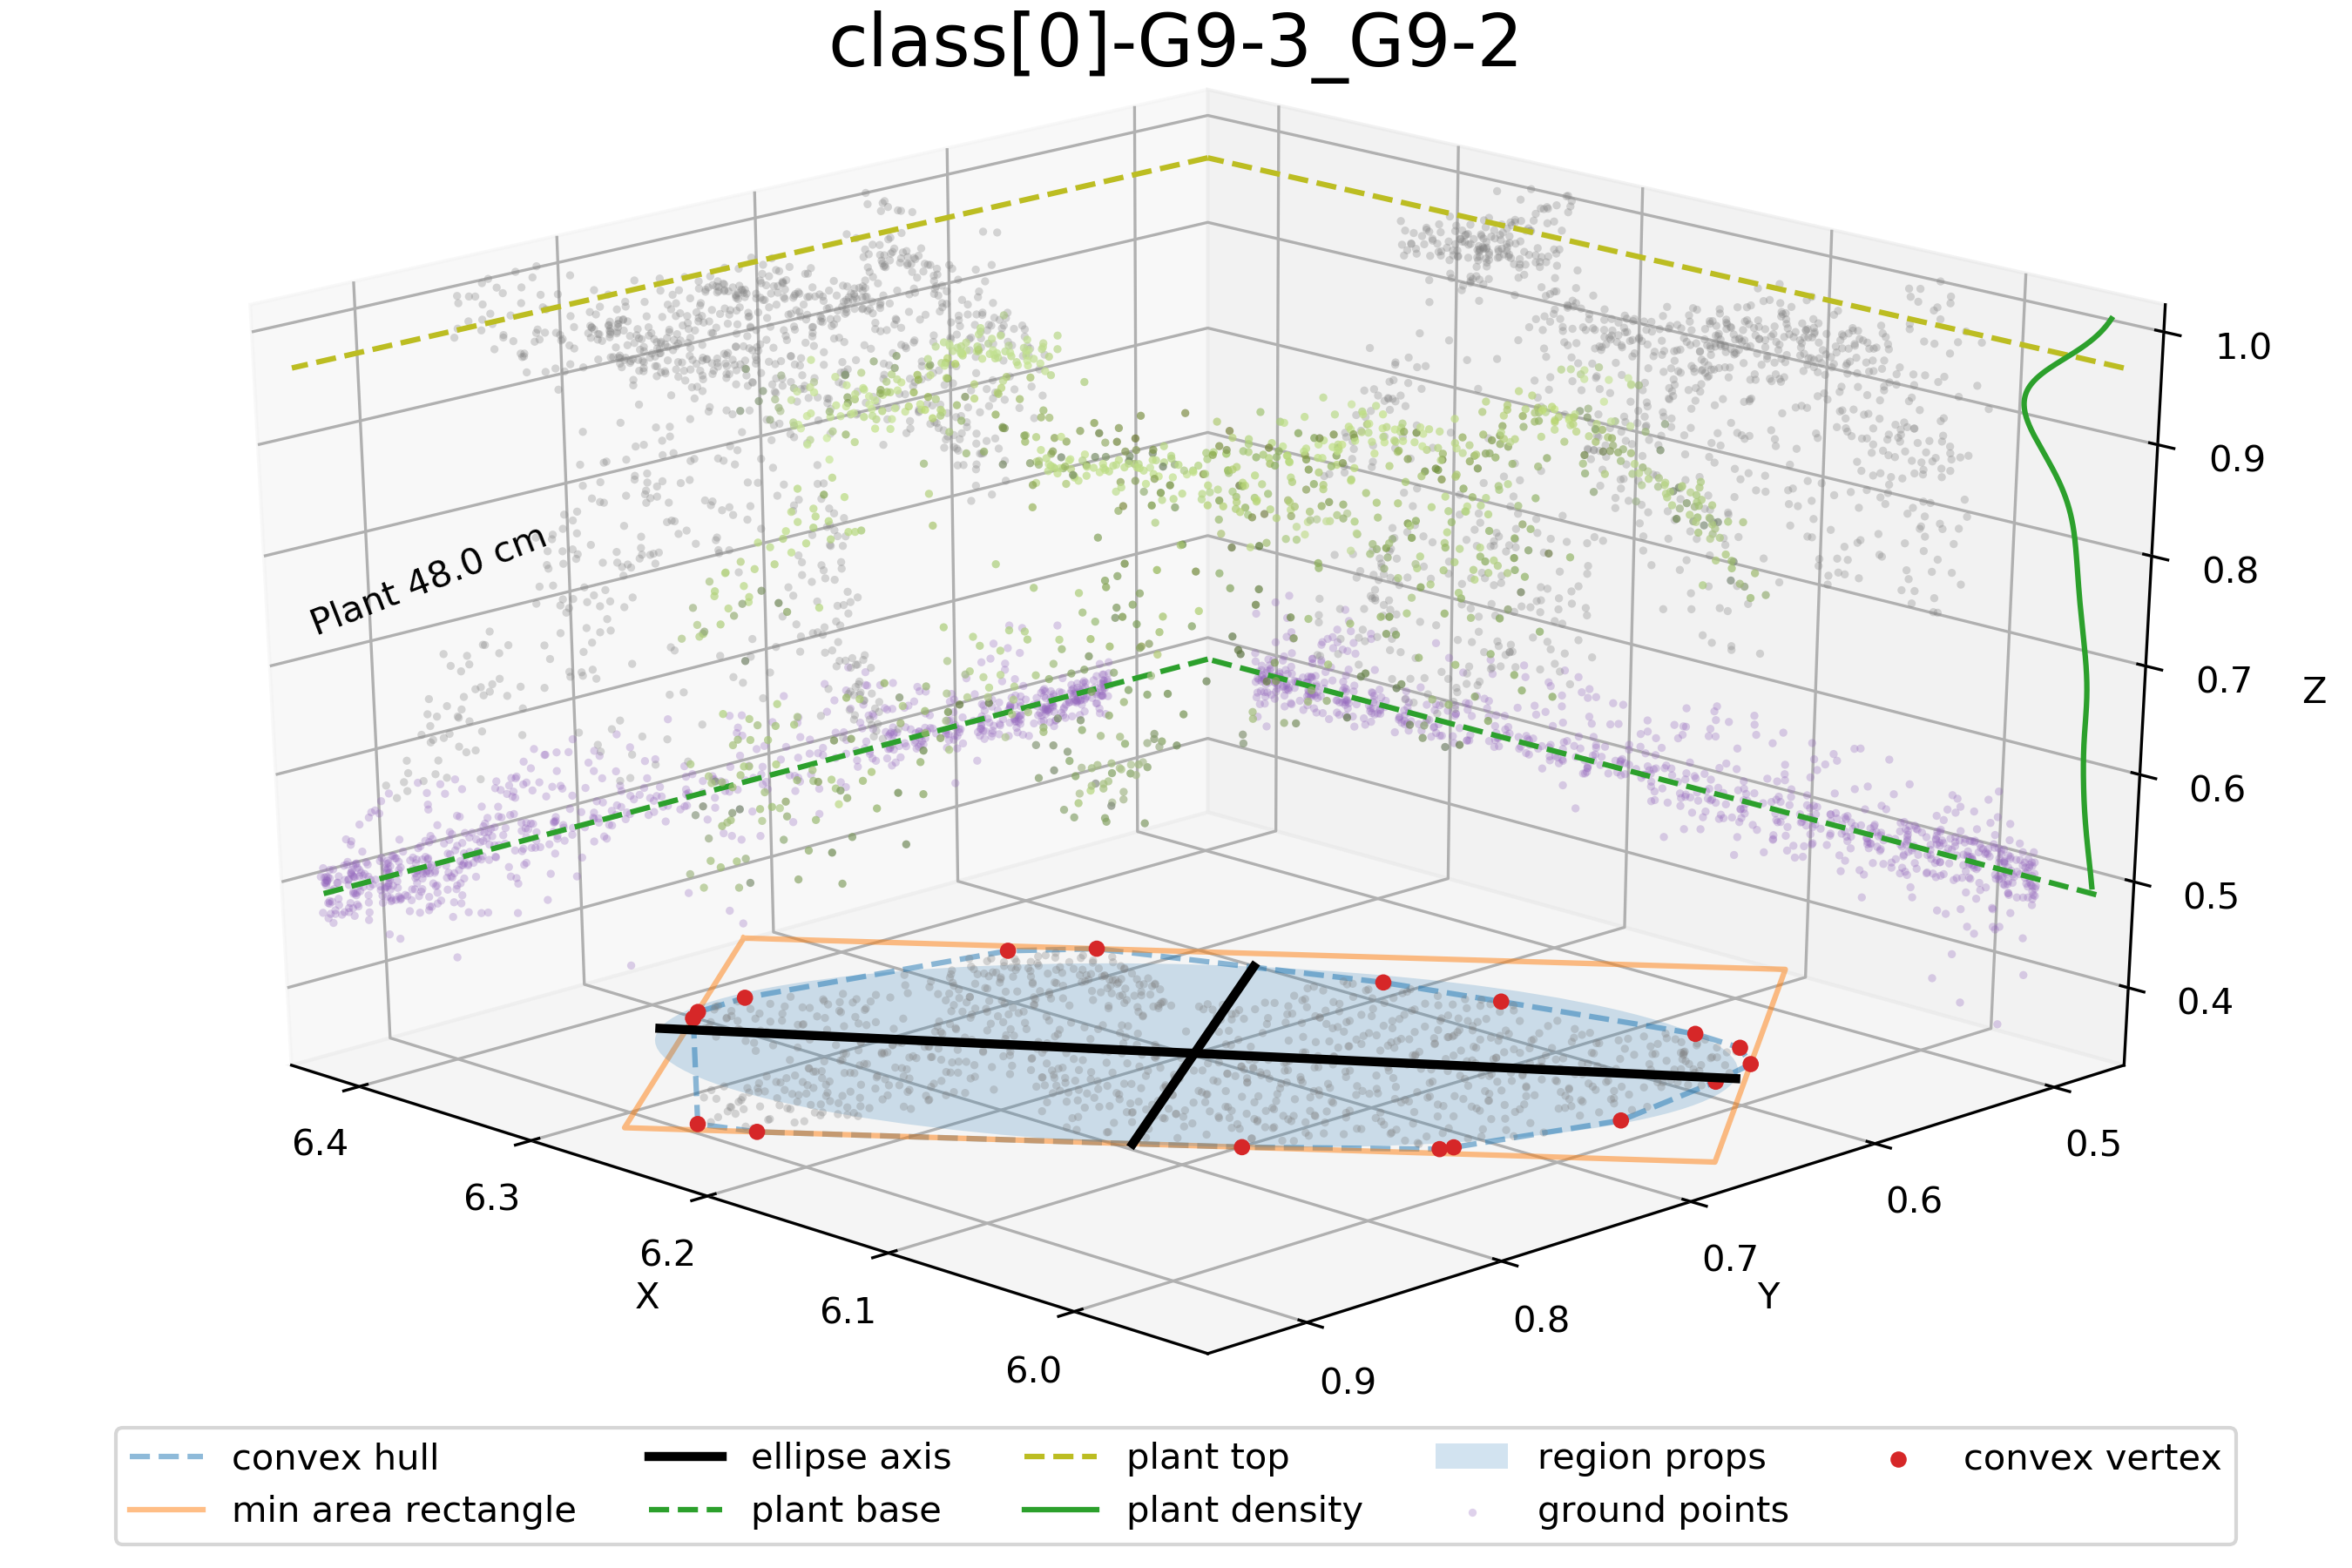 class[0]-G9-3_G9-2
Plant 48.0 cm
1.0
0.9
0.8
0.7
0.6
0.5
0.4
Z
6.4
6.3
6.2
6.1
6.0
X
0.5
0.6
0.7
0.8
0.9
Y
convex hull
min area rectangle
ellipse axis
plant base
plant top
plant density
region props
ground points
convex vertex